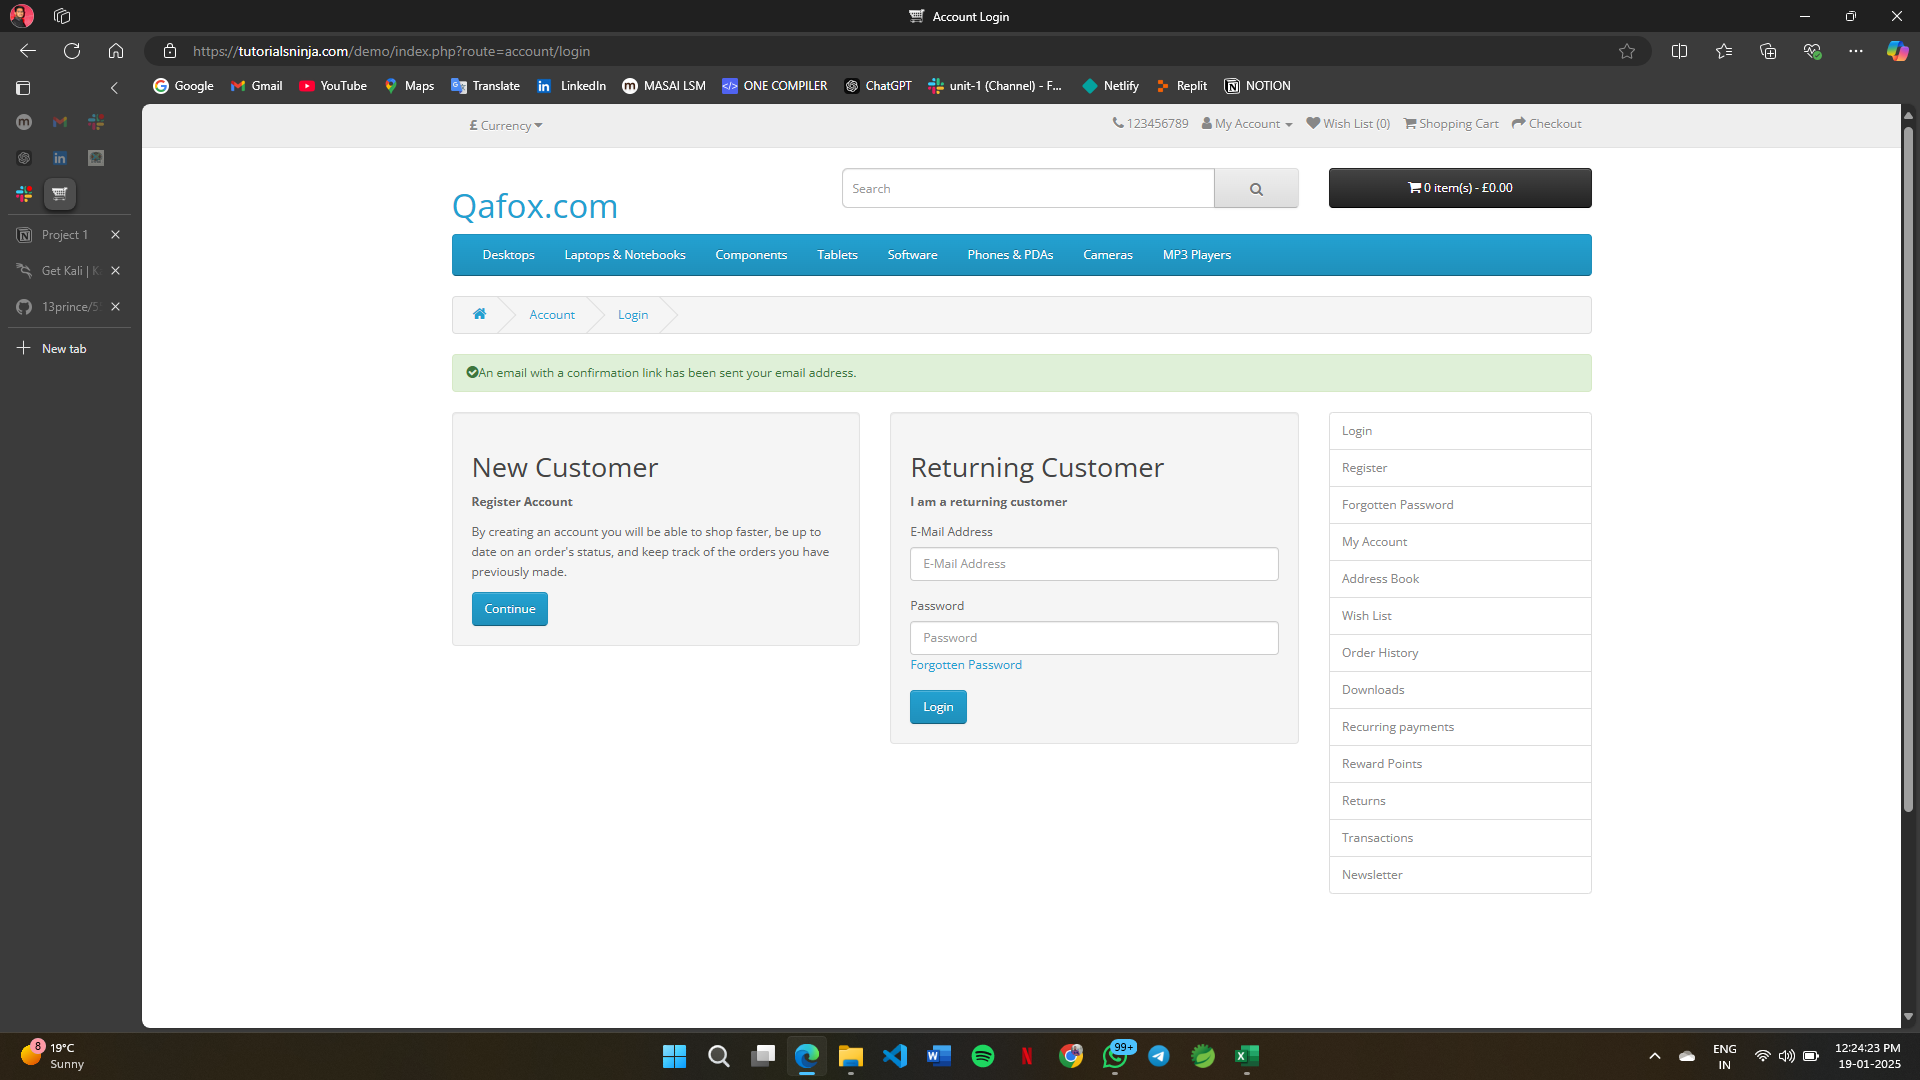 Account Login
https://tutorialsninja.com/demo/index.php?route=account/login
Google Gmail YouTube Maps Translate LinkedIn MASAI LSM ONE COMPILER ChatGPT unit-1 (Channel) - F... Netlify Replit NOTION
£ Currency 123456789 My Account Wish List (0) Shopping Cart Checkout
Search
0 item(s) - £0.00
Qafox.com
Project 1
Get Kali |
13prince/5
New tab
Desktops Laptops & Notebooks Components Tablets Software Phones & PDAs Cameras MP3 Players
Account Login
An email with a confirmation link has been sent your email address.
New Customer
Register Account
By creating an account you will be able to shop faster, be up to
date on an order's status, and keep track of the orders you have
previously made.
Continue
Returning Customer
I am a returning customer
E-Mail Address
E-Mail Address
Password
Password
Forgotten Password
Login
Login
Register
Forgotten Password
My Account
Address Book
Wish List
Order History
Downloads
Recurring payments
Reward Points
Returns
Transactions
Newsletter
8
19°C
Sunny
99+
ENG
IN
12:24:23 PM
19-01-2025